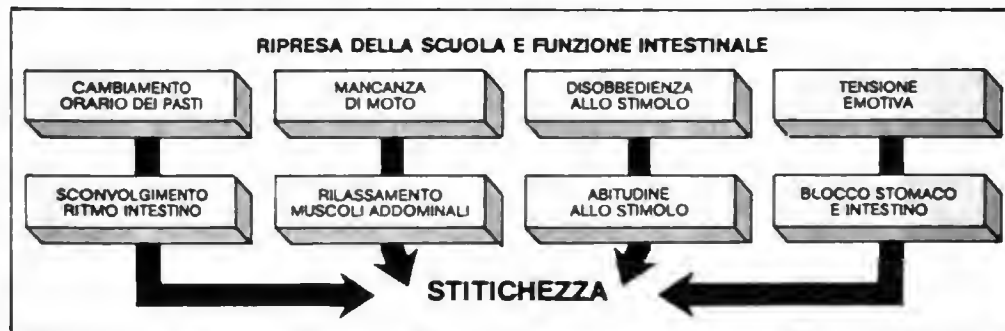 RIPRESA DELLA SCUOLA E FUNZIONE INTESTINALE
CAMBIAMENTO
ORARIO DEI PASTI
MANCANZA
DI MOTO
DISOBBEDIENZA
ALLO STIMOLO
TENSIONE
EMOTIVA
SCONVOLGIMENTO
RITMO INTESTINO
RILASSAMENTO
MUSCOLI ADDOMINALI
ABITUDINE
ALLO STIMOLO
BLOCCO STOMACO
E INTESTINO
STITICHEZZA